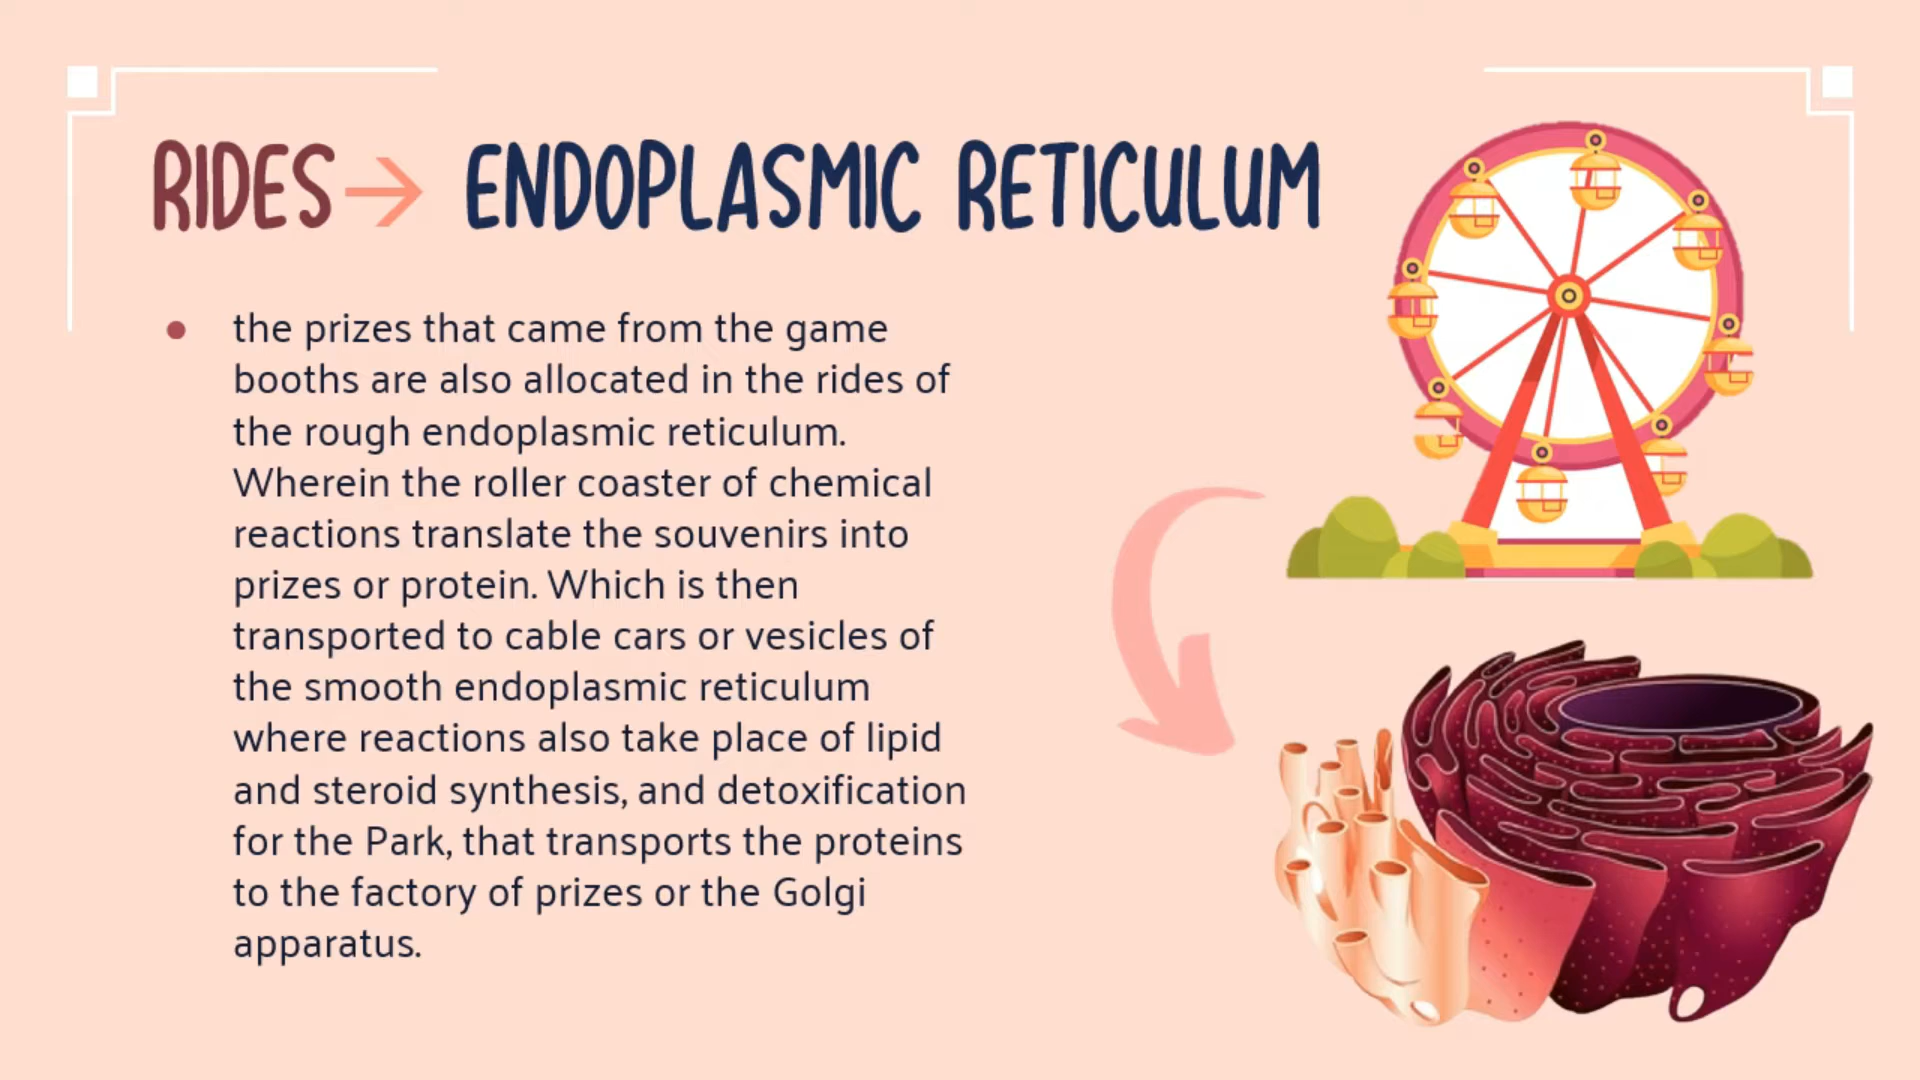 RIDES → ENDOPLASMIC RETICULUM
• the prizes that came from the game
booths are also allocated in the rides of
the rough endoplasmic reticulum.
Wherein the roller coaster of chemical
reactions translate the souvenirs into
prizes or protein. Which is then
transported to cable cars or vesicles of
the smooth endoplasmic reticulum
where reactions also take place of lipid
and steroid synthesis, and detoxification
for the Park, that transports the proteins
to the factory of prizes or the Golgi
apparatus.